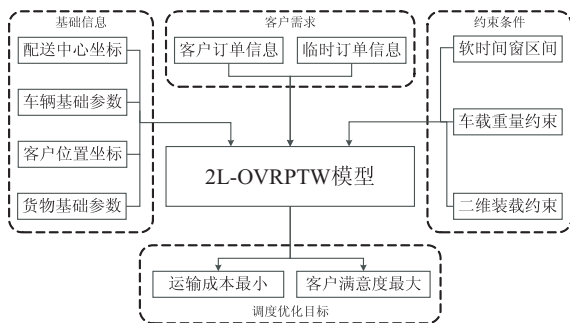 基础信息
配送中心坐标
车辆基础参数
客户位置坐标
货物基础参数
客户需求
客户订单信息
临时订单信息
约束条件
软时间窗区间
车载重量约束
二维装载约束
2L-OVRPTW模型
运输成本最小
客户满意度最大
调度优化目标